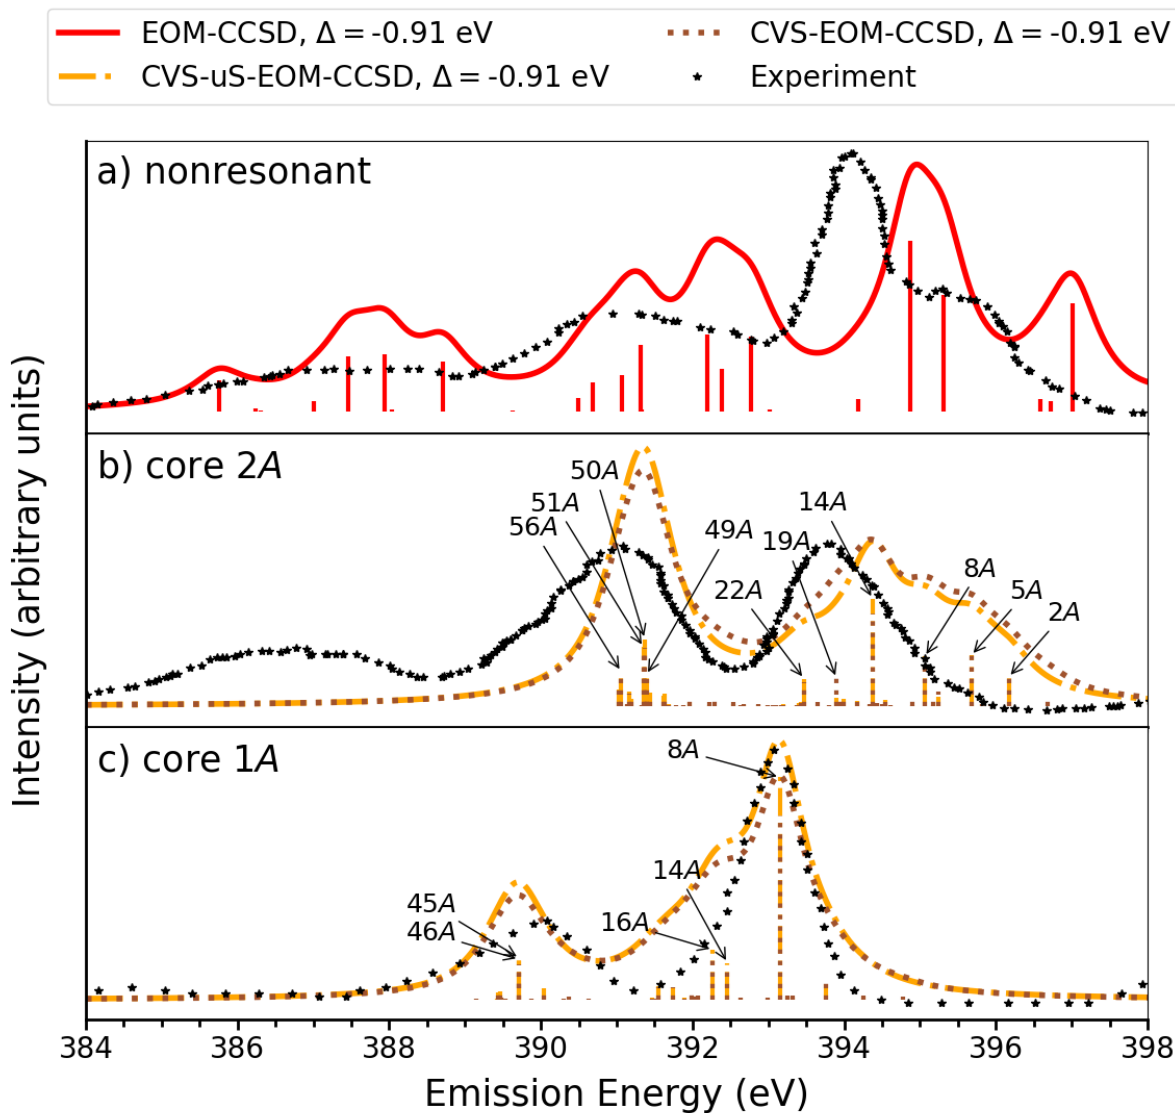 EOM-CCSD, Δ = -0.91 eV
CVS-uS-EOM-CCSD, Δ = -0.91 eV
CVS-EOM-CCSD, Δ = -0.91 eV
Experiment
Intensity (arbitrary units)
a) nonresonant
b) core 2A
50A
51A
56A
49A
14A
19A
22A
8A
5A
2A
c) core 1A
8A
45A
46A
14A
16A
384 386 388 390 392 394 396 398
Emission Energy (eV)